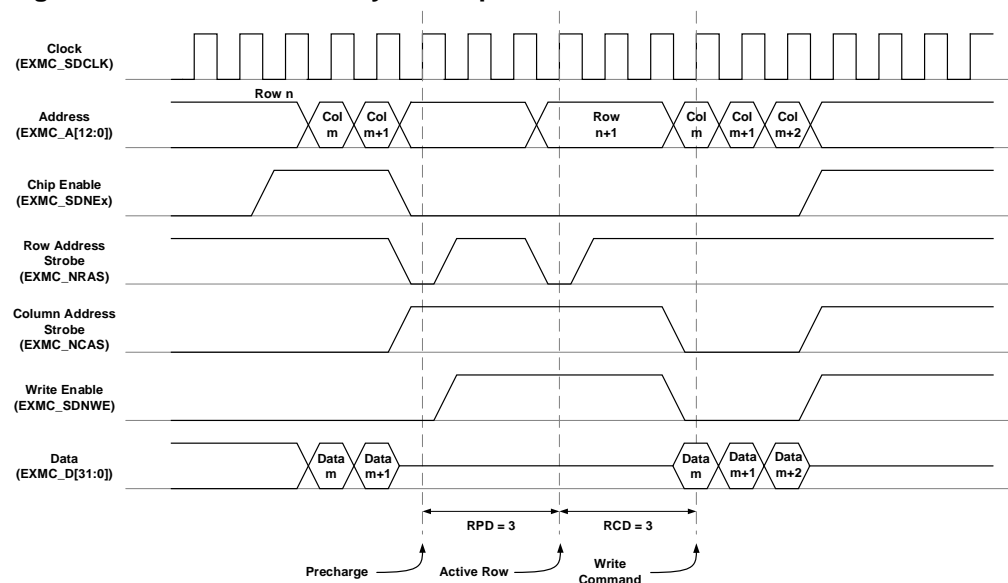 Clock
(EXMC_SDCLK)
Row n
Address
(EXMC_A[12:0])
Col
m
Col
m+1
Row
n+1
Col
m
Col
m+1
Col
m+2
Chip Enable
(EXMC_SDNEx)
Row Address
Strobe
(EXMC_NRAS)
Column Address
Strobe
(EXMC_NCAS)
Write Enable
(EXMC_SDNWE)
Data
(EXMC_D[31:0])
Data
m
Data
m+1
Data
m
Data
m+1
Data
m+2
RPD = 3
RCD = 3
Precharge
Active Row
Write
Command